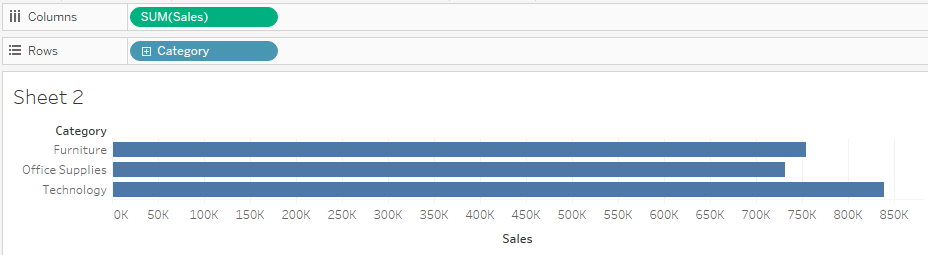 Columns SUM(Sales)
Rows Category
Sheet 2
Category
Furniture
Office Supplies
Technology
0K 50K 100K 150K 200K 250K 300K 350K 400K 450K 500K 550K 600K 650K 700K 750K 800K 850K
Sales